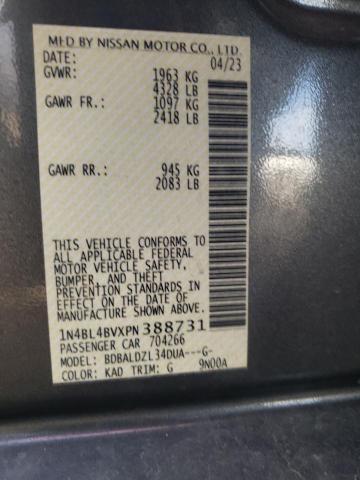 MFD BY NISSAN MOTOR CO., LTD.
DATE: 04/23
GVWR: 1963 KG
4328 LB
GAWR FR.: 1097 KG
2418 LB
GAWR RR.: 945 KG
2083 LB
THIS VEHICLE CONFORMS TO
ALL APPLICABLE FEDERAL
MOTOR VEHICLE SAFETY,
BUMPER, AND THEFT
PREVENTION STANDARDS
IN EFFECT ON THE DATE OF
MANUFACTURE SHOWN ABOVE.
1N4BL4BVXPN388731
PASSENGER CAR 704266
MODEL: BDBALDZL34DUA---G-
COLOR: KAD TRIM: G 9N00A